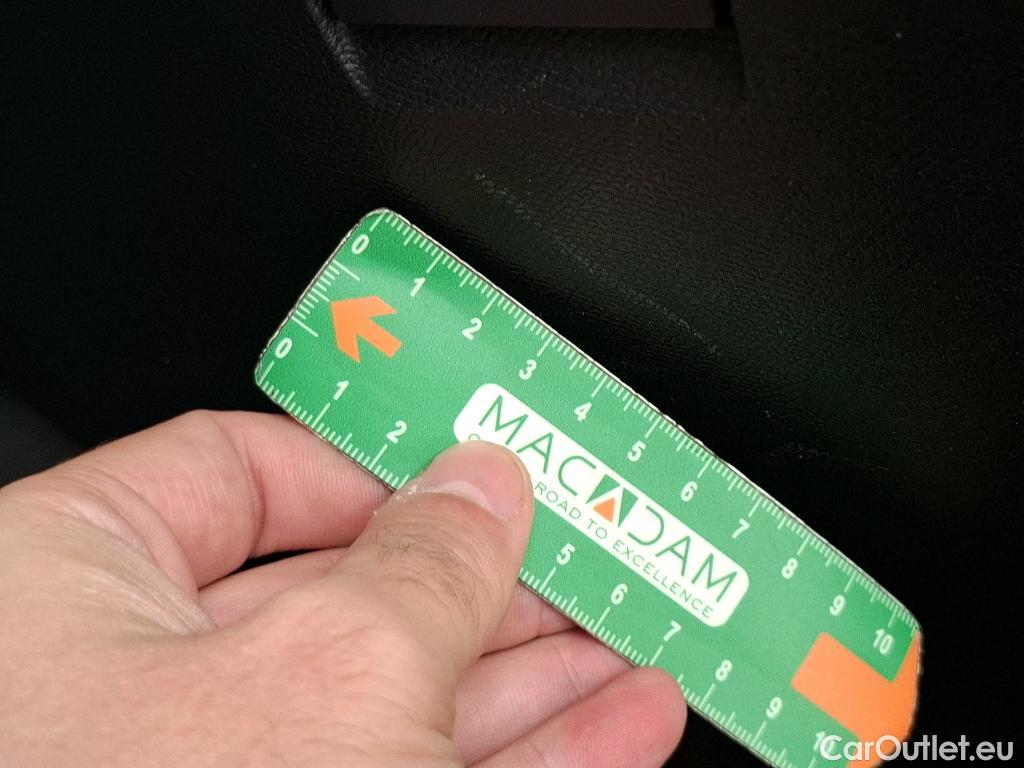 0 1 2 3 4 5 6 7 8 9 10
MACADAM
ROAD TO EXCELLENCE
0 1 2 5 6 7 8 9
CarOutlet.eu